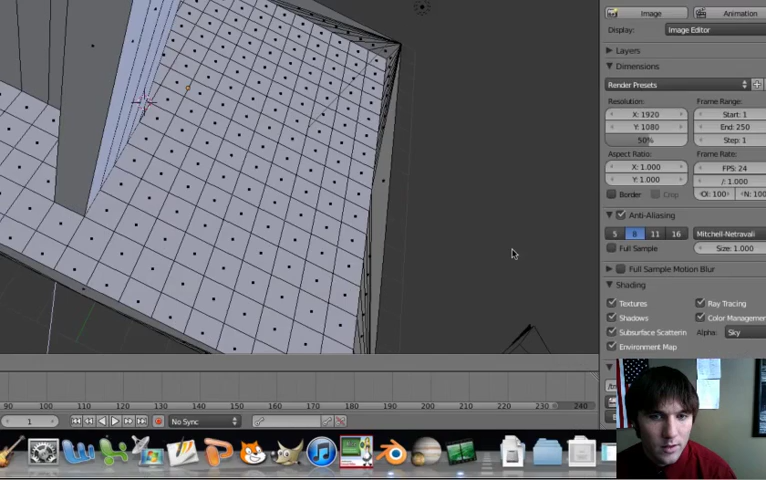 Image
Animation
Display:
Image Editor
Layers
Dimensions
Render Presets
Resolution:
Frame Range:
X: 1920
Start: 1
Y: 1080
End: 250
50%
Step: 1
Aspect Ratio:
Frame Rate:
X: 1.000
FPS: 24
Y: 1.000
/: 1.000
Border
Crop
N: 100
Anti-Aliasing
5
8
11
16
Mitchell-Netravali
Full Sample
Size: 1.000
Full Sample Motion Blur
Shading
Textures
Ray Tracing
Shadows
Color Managemen
Subsurface Scatterin
Alpha:
Sky
Environment Map
90 100 110 120 130 140 150 160 170 180 190 200 210 220 230 240
1
No Sync